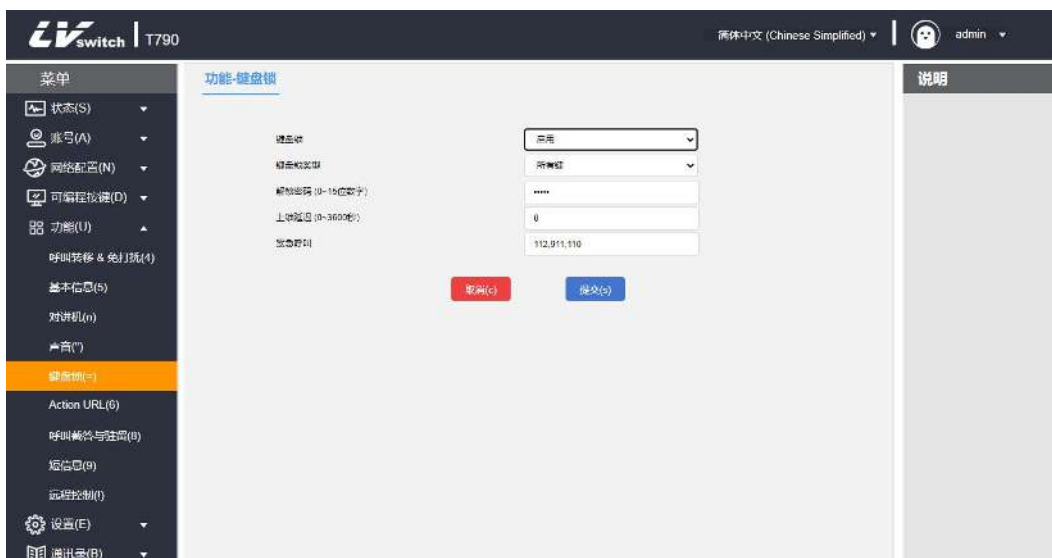 LVswitch T790
简体中文 (Chinese Simplified)
admin
菜单
状态(S)
账号(A)
网络配置(N)
可编程按键(D)
功能(U)
呼叫转移 & 免打扰(4)
基本信息(5)
对讲机(n)
声音(")
键盘锁(=)
Action URL(6)
呼叫截答与驻留(8)
短信息(9)
远程控制(!)
设置(E)
通讯录(B)
功能-键盘锁
键盘锁
启用
键盘锁类型
所有键
解锁密码 (0~15位数字)
•••••
上锁延迟 (0~3600秒)
0
紧急呼叫
112,911,110
取消(c)
提交(s)
说明